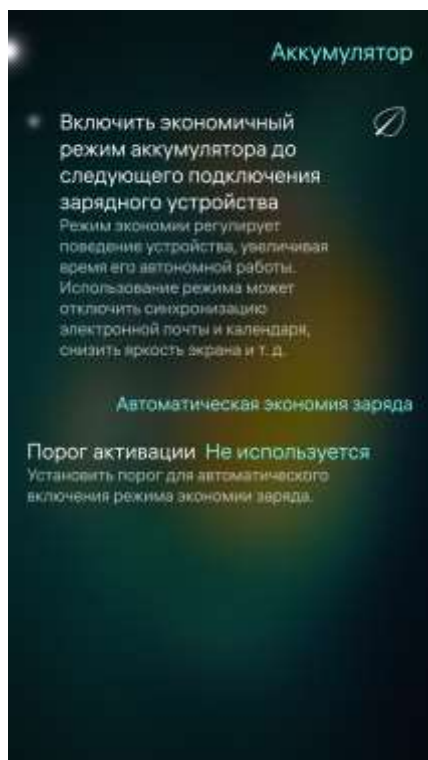 Аккумулятор
Включить экономичный
режим аккумулятора до
следующего подключения
зарядного устройства
Режим экономии регулирует
поведение устройства, увеличивая
время его автономной работы.
Использование режима может
отключить синхронизацию
электронной почты и календаря,
снизить яркость экрана и т. д.
Автоматическая экономия заряда
Порог активации Не используется
Установить порог для автоматического
включения режима экономии заряда.